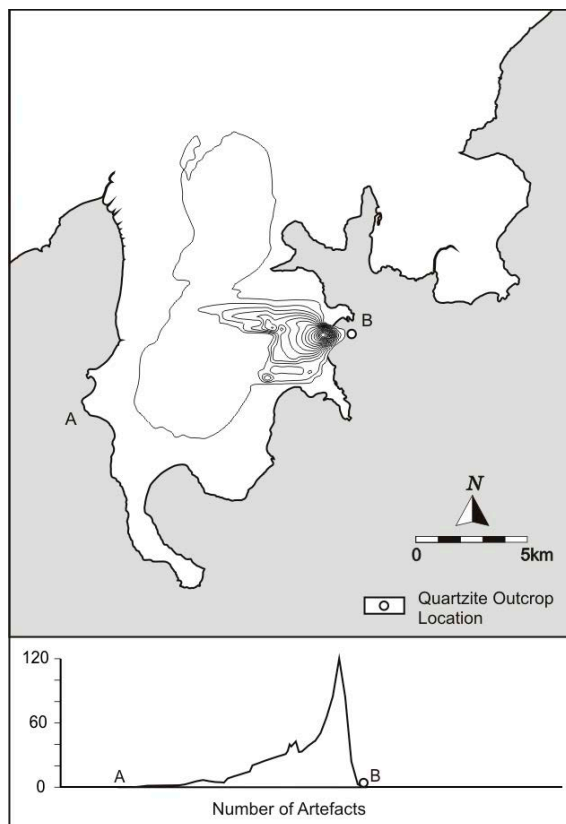 B
A
N
0 5km
Quartzite Outcrop
Location
120
60
0
A
B
Number of Artefacts